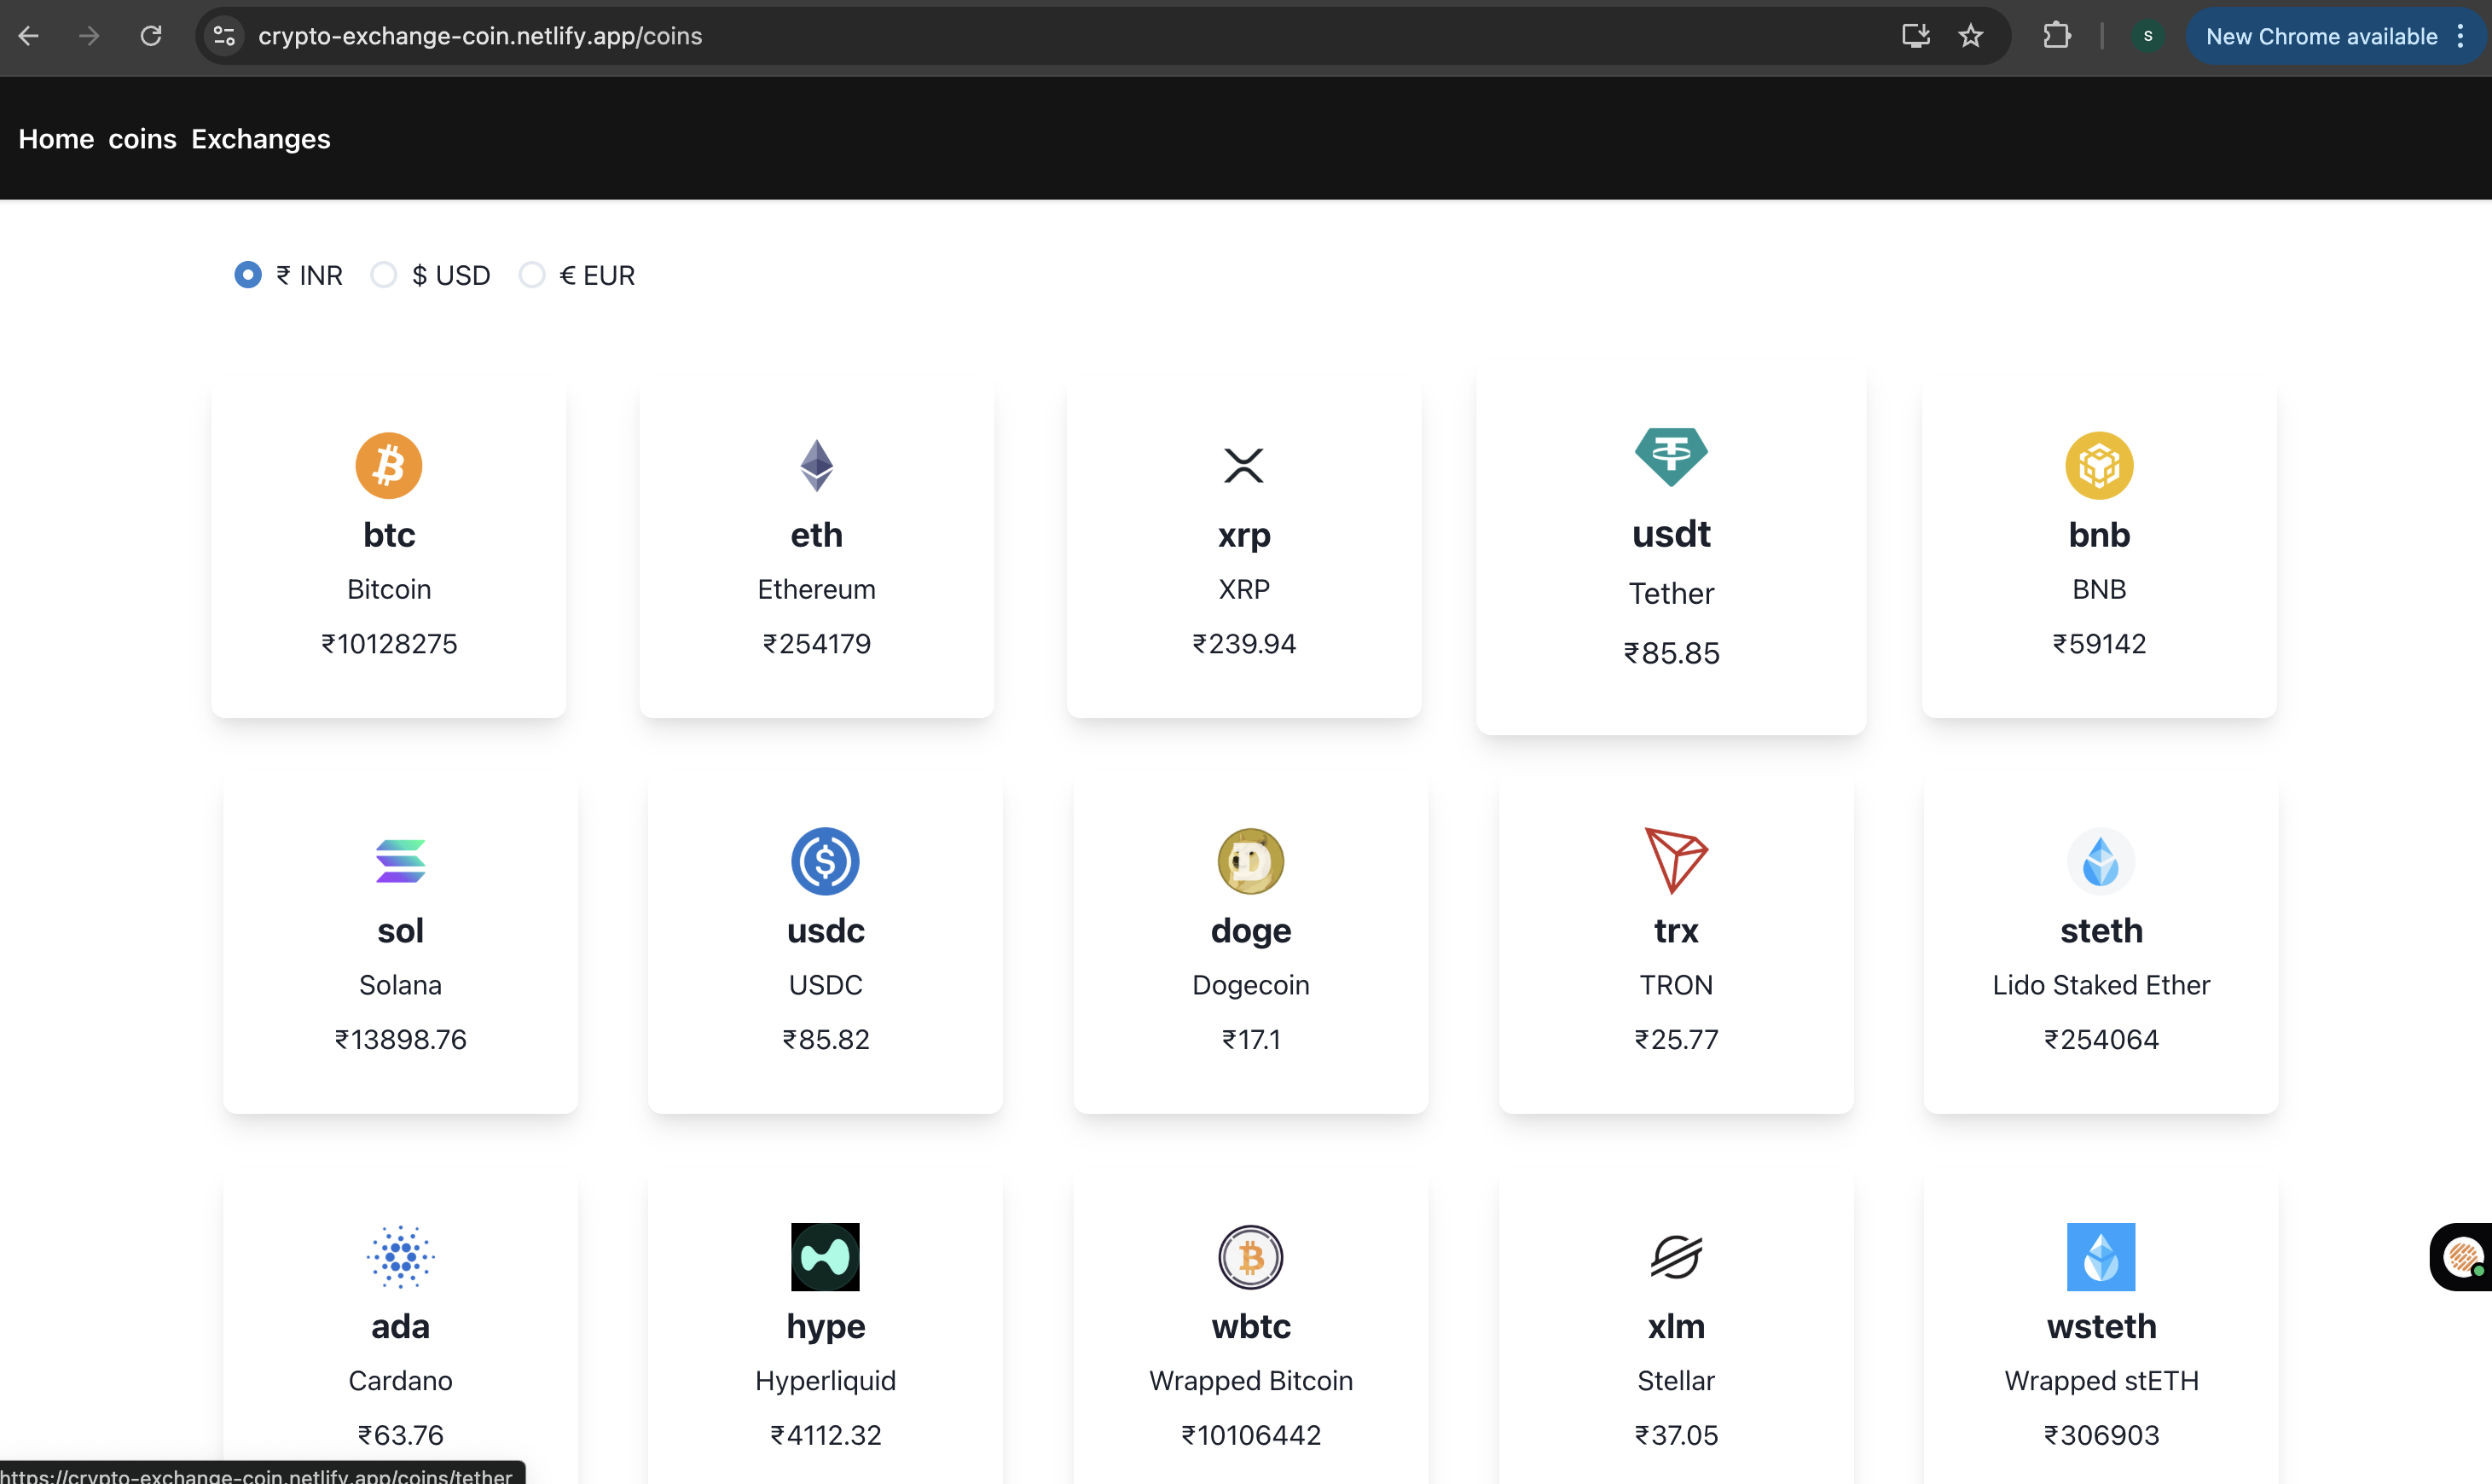 crypto-exchange-coin.netlify.app/coins
S
New Chrome available
Home coins Exchanges
₹ INR $ USD € EUR
btc
Bitcoin
₹10128275
eth
Ethereum
₹254179
xrp
XRP
₹239.94
usdt
Tether
₹85.85
bnb
BNB
₹59142
sol
Solana
₹13898.76
usdc
USDC
₹85.82
doge
Dogecoin
₹17.1
trx
TRON
₹25.77
steth
Lido Staked Ether
₹254064
ada
Cardano
₹63.76
hype
Hyperliquid
₹4112.32
wbtc
Wrapped Bitcoin
₹10106442
xlm
Stellar
₹37.05
wsteth
Wrapped stETH
₹306903
https://crypto-exchange-coin.netlify.app/coins/tether